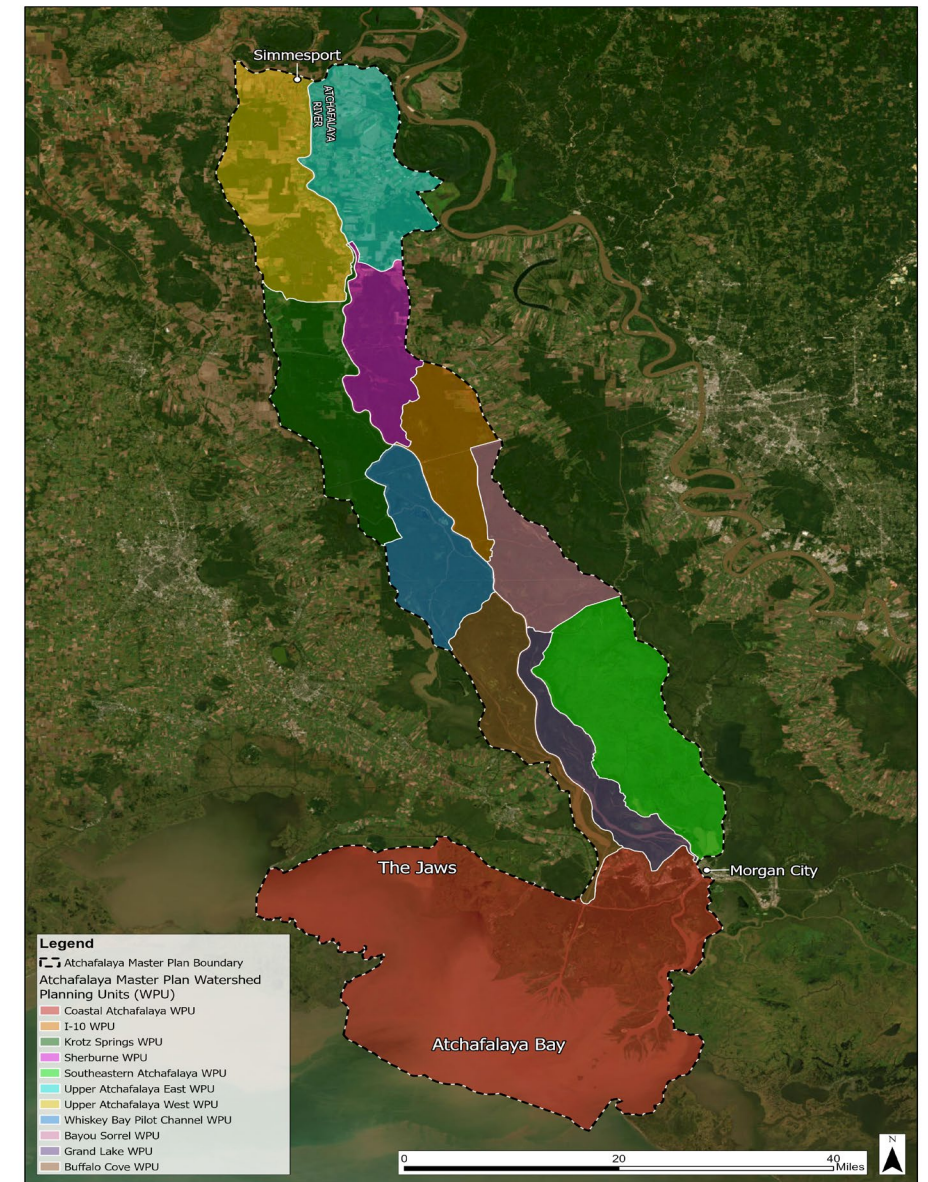 Simmesport
ATCHAFALAYA
RIVER
The Jaws
Morgan City
Atchafalaya Bay
Legend
Atchafalaya Master Plan Boundary
Atchafalaya Master Plan Watershed
Planning Units (WPU)
Coastal Atchafalaya WPU
I-10 WPU
Krotz Springs WPU
Sherburne WPU
Southeastern Atchafalaya WPU
Upper Atchafalaya East WPU
Upper Atchafalaya West WPU
Whiskey Bay Pilot Channel WPU
Bayou Sorrel WPU
Grand Lake WPU
Buffalo Cove WPU
0 20 40
Miles
N